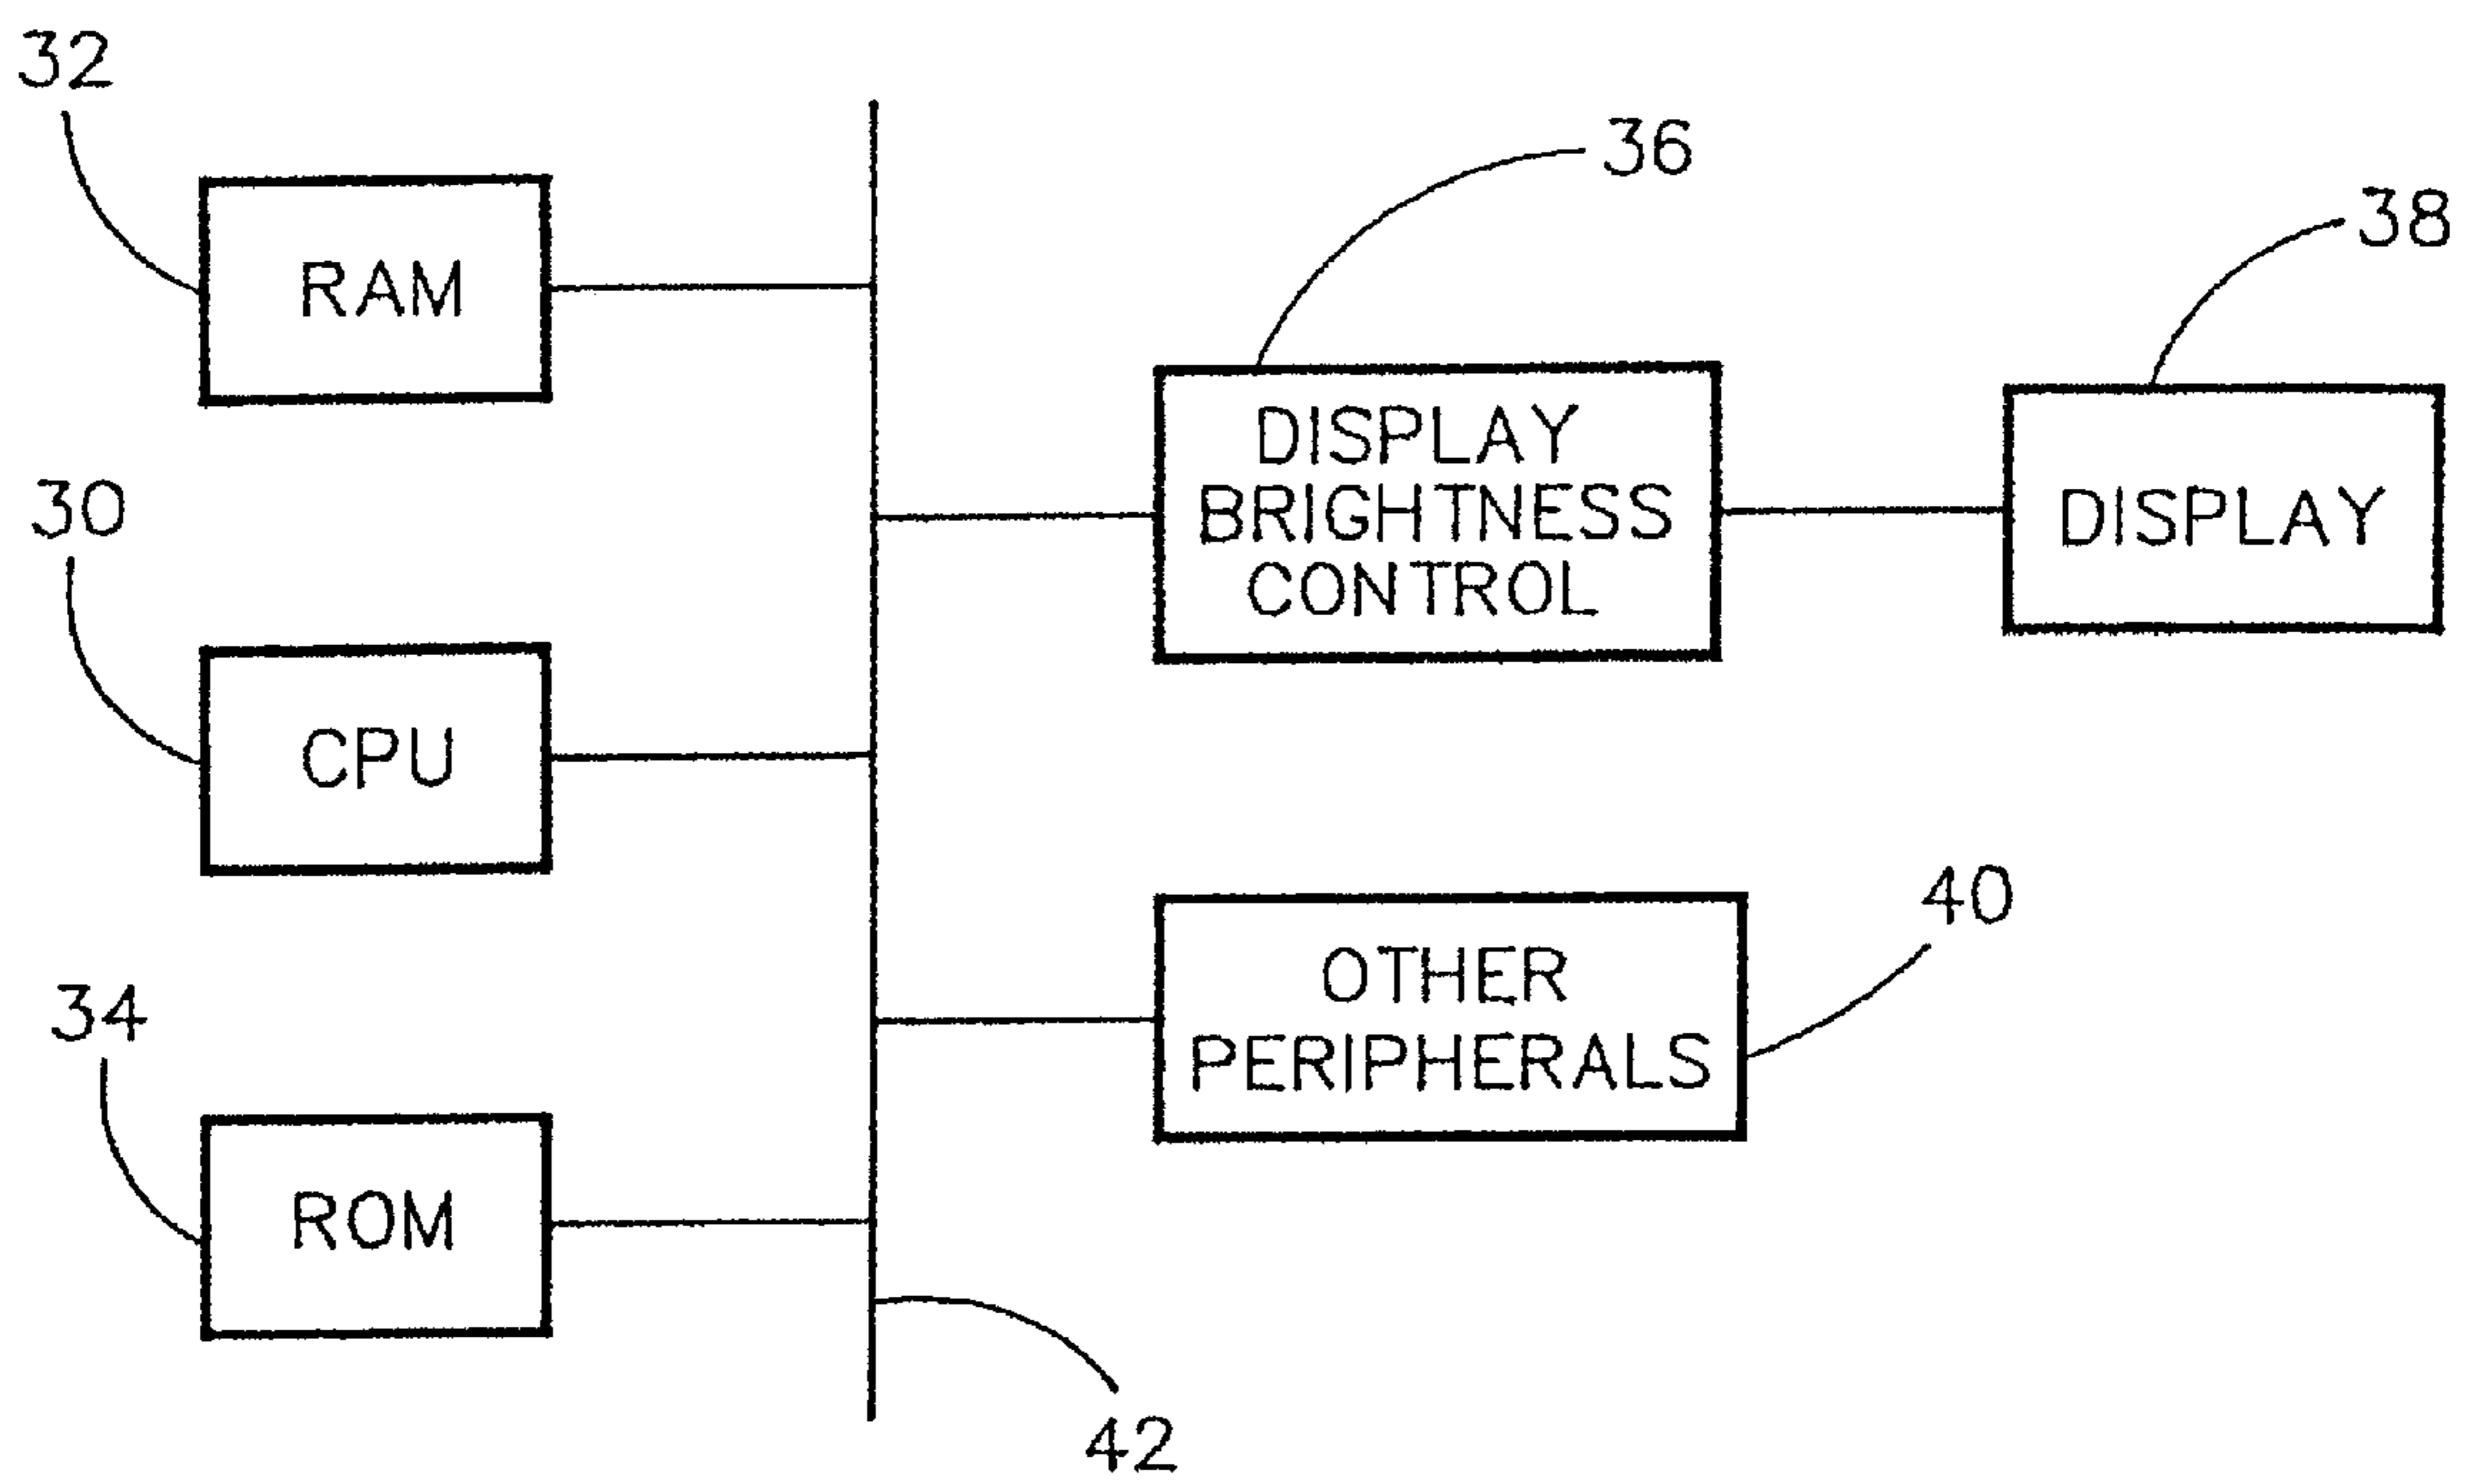 32
36
38
RAM
DISPLAY
BRIGHTNESS
CONTROL
DISPLAY
30
CPU
40
OTHER
PERIPHERALS
34
ROM
42